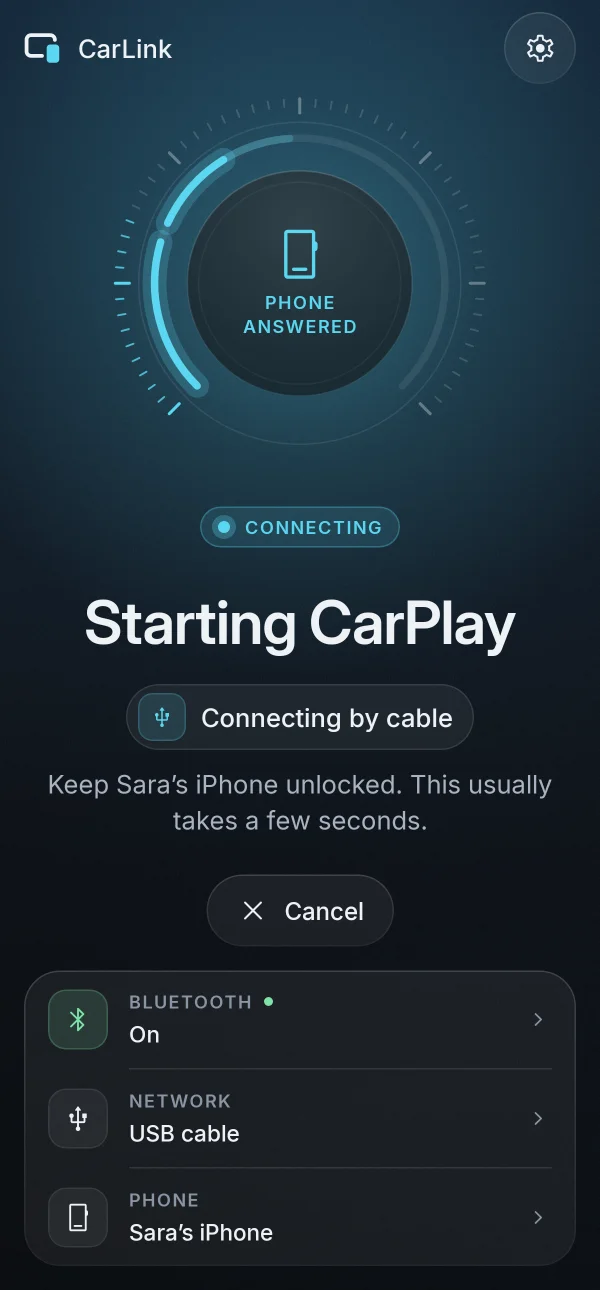 CarLink
PHONE
ANSWERED
CONNECTING
Starting CarPlay
Connecting by cable
Keep Sara’s iPhone unlocked. This usually
takes a few seconds.
Cancel
BLUETOOTH
On
NETWORK
USB cable
PHONE
Sara’s iPhone